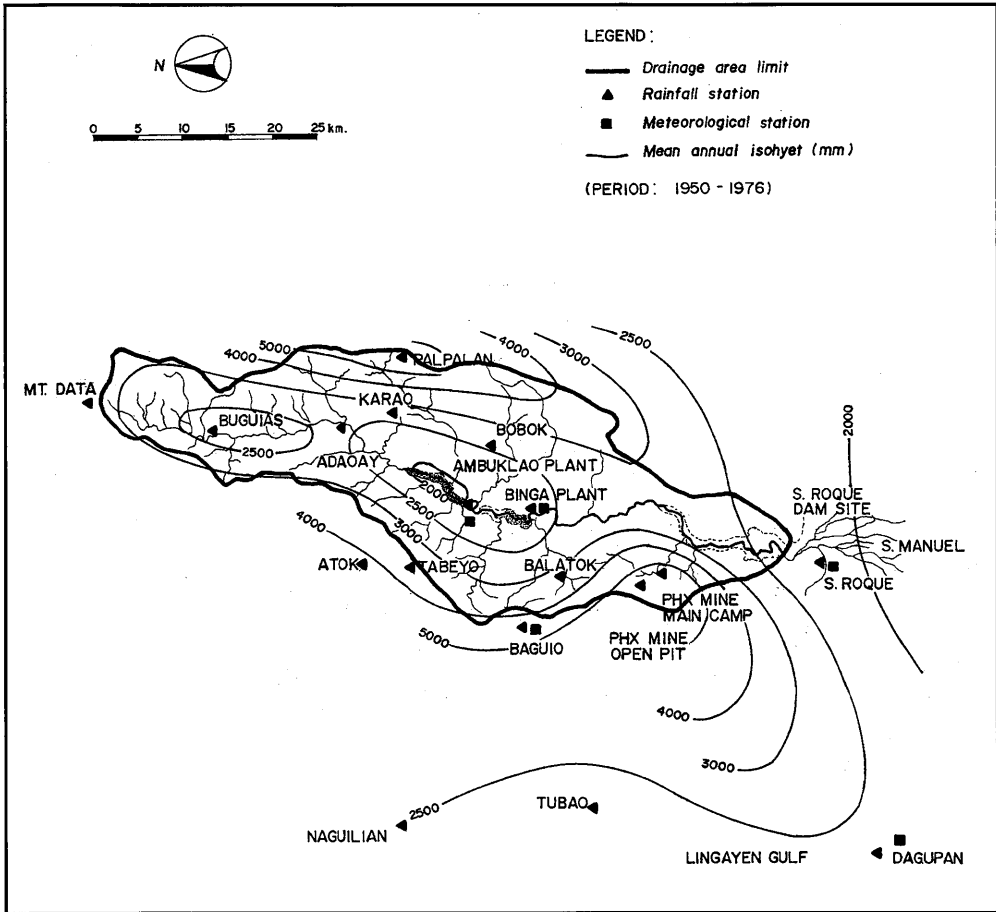 LEGEND:
Drainage area limit
Rainfall station
Meteorological station
Mean annual isohyet (mm)
(PERIOD: 1950 - 1976)
N
0 5 10 15 20 25 km.
5000
4000
PALPALAN
4000
3000
2500
MT. DATA
KARAO
BUGUIAS
BOBOK
2000
2500
ADAOAY
AMBUKLAO PLANT
2000
BINGA PLANT
2500
3000
S. ROQUE
DAM SITE
4000
S. MANUEL
ATOK
TABEYO
BALATOK
S. ROQUE
PHX MINE
MAIN CAMP
5000
BAGUIO
PHX MINE
OPEN PIT
4000
3000
2500
TUBAO
NAGUILIAN
LINGAYEN GULF
DAGUPAN